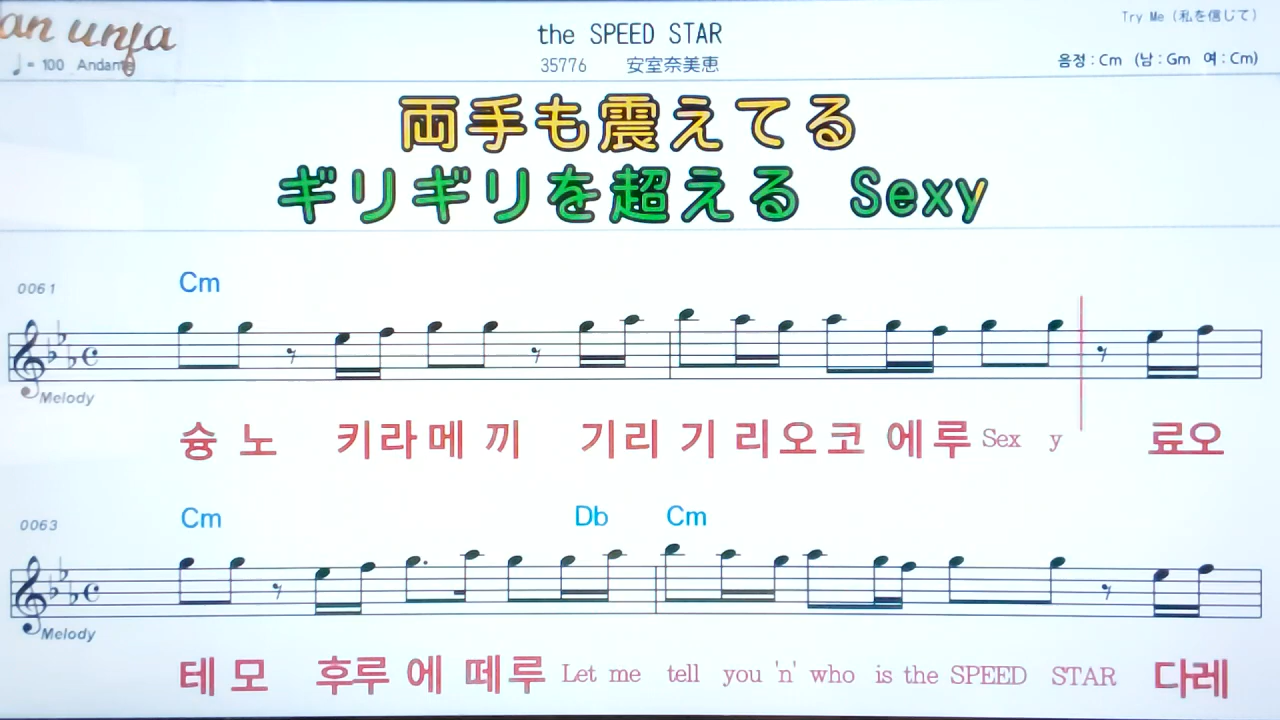 an unja
the SPEED STAR
Try Me (私を信じて)
♩= 100 Andante
35776 安室奈美恵
음정 : Cm (남 : Gm 여 : Cm)
両手も震えてる
ギリギリを超える Sexy
0061
Cm
Melody
슝 노 키라메 끼 기리 기 리오코 에루 Sex y 료오
0063
Cm Db Cm
Melody
테 모 후루 에 떼루 Let me tell you 'n' who is the SPEED STAR 다레